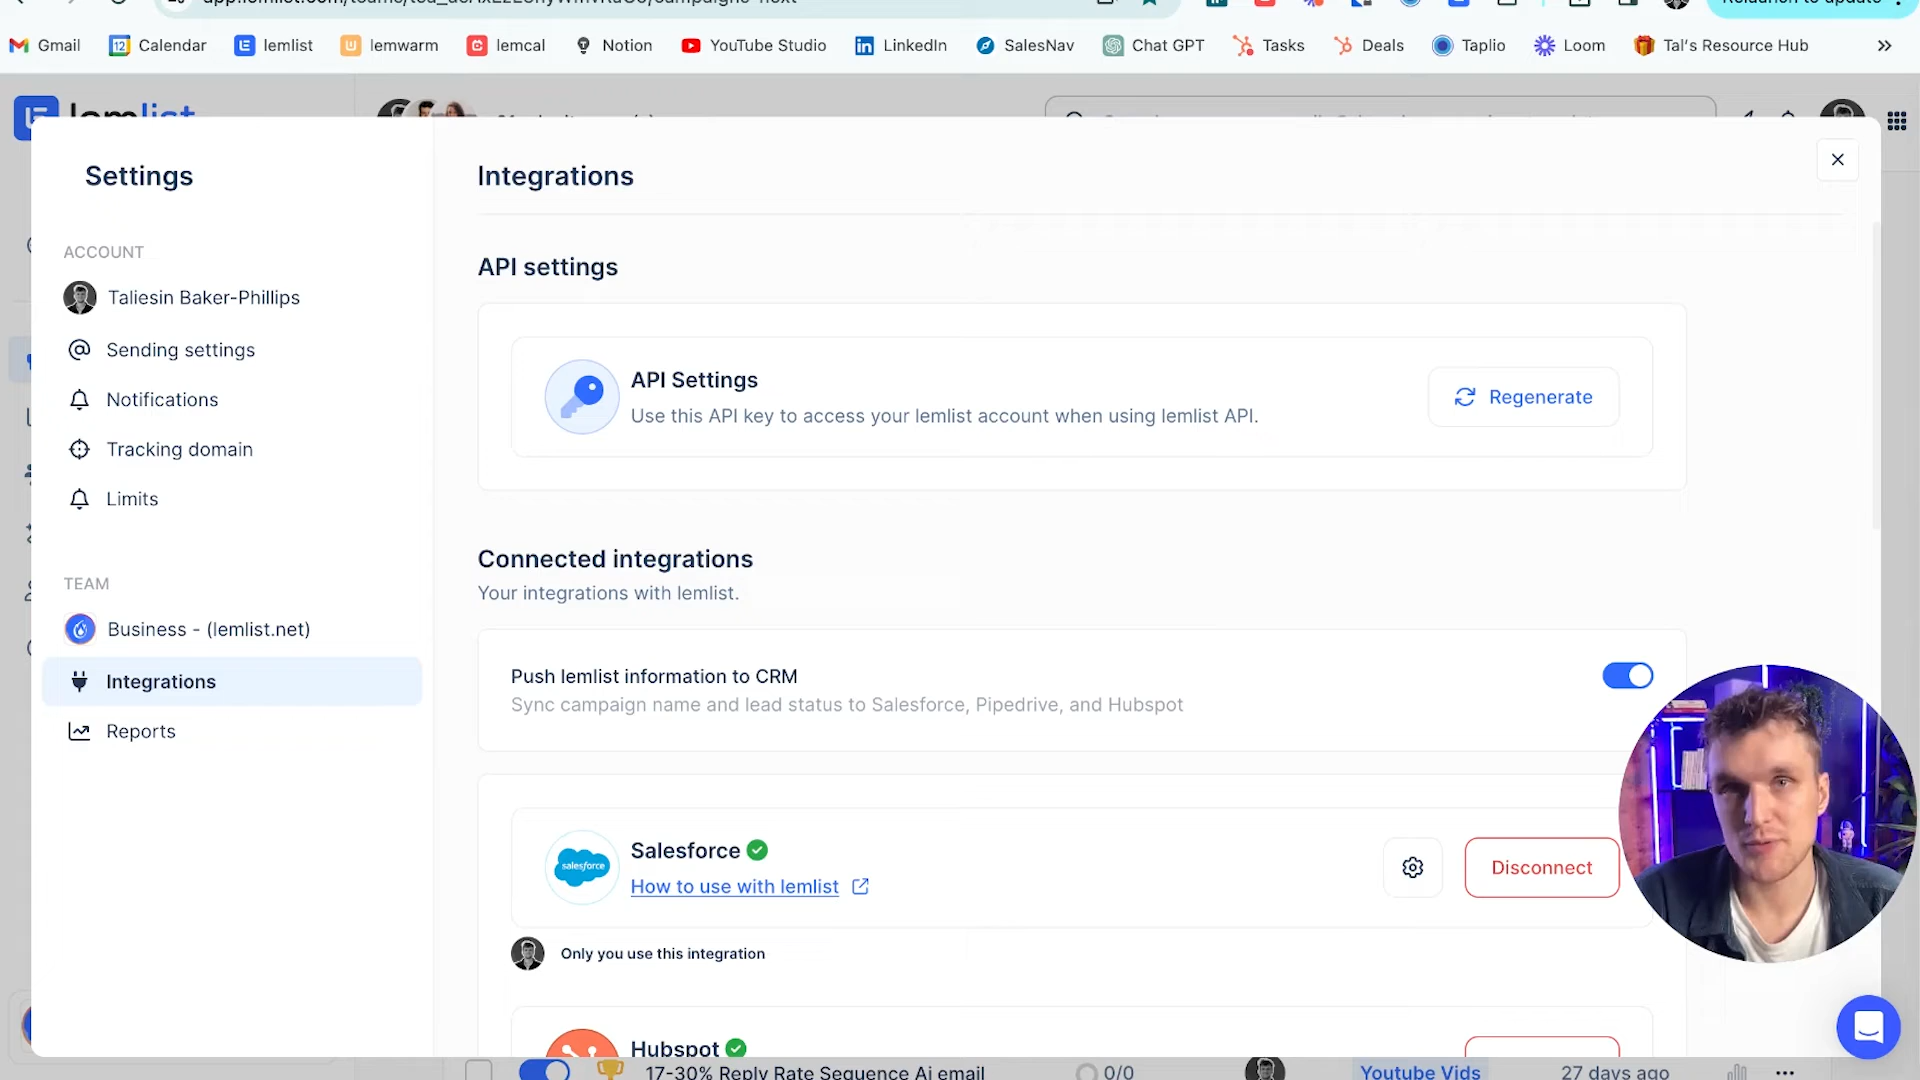 Gmail
Calendar
lemlist
lemwarm
lemcal
Notion
YouTube Studio
LinkedIn
SalesNav
Chat GPT
Tasks
Deals
Taplio
Loom
Tal's Resource Hub
Settings
ACCOUNT
Taliesin Baker-Phillips
Sending settings
Notifications
Tracking domain
Limits
TEAM
Business - (lemlist.net)
Integrations
Reports
Integrations
API settings
API Settings
Use this API key to access your lemlist account when using lemlist API.
Regenerate
Connected integrations
Your integrations with lemlist.
Push lemlist information to CRM
Sync campaign name and lead status to Salesforce, Pipedrive, and Hubspot
salesforce
Salesforce
How to use with lemlist
Disconnect
Only you use this integration
Hubspot
17-30% Reply Rate Sequence Ai email
0/0
Youtube Vids
27 days ago